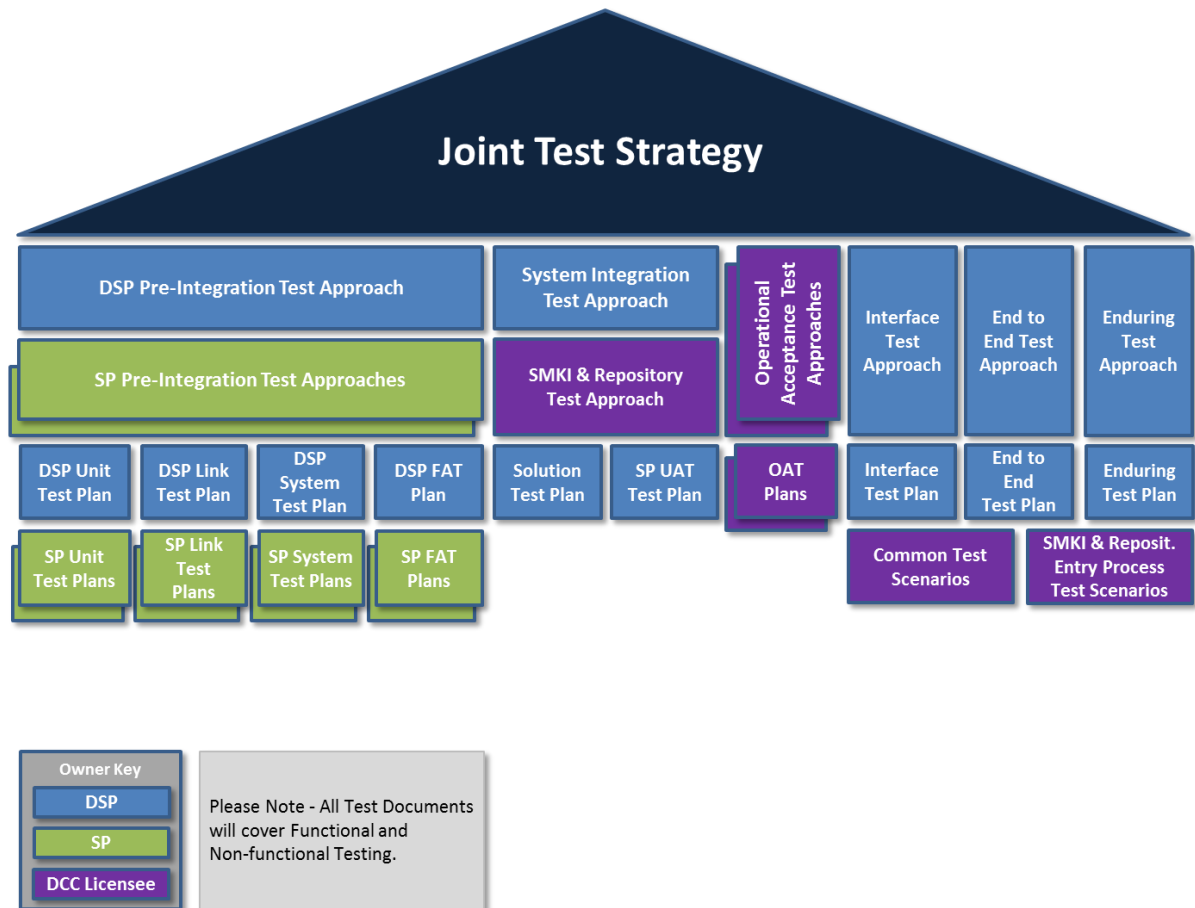 Joint Test Strategy
DSP Pre-Integration Test Approach
System Integration
Test Approach
Operational
Acceptance Test
Approaches
Interface
Test
Approach
End to
End Test
Approach
Enduring
Test
Approach
SP Pre-Integration Test Approaches
SMKI & Repository
Test Approach
DSP Unit
Test Plan
DSP Link
Test Plan
DSP
System
Test Plan
DSP FAT
Plan
Solution
Test Plan
SP UAT
Test Plan
OAT
Plans
Interface
Test Plan
End to
End
Test Plan
Enduring
Test Plan
SP Unit
Test Plans
SP Link
Test
Plans
SP System
Test Plans
SP FAT
Plans
Common Test
Scenarios
SMKI & Reposit.
Entry Process
Test Scenarios
Owner Key
DSP
SP
DCC Licensee
Please Note - All Test Documents
will cover Functional and
Non-functional Testing.